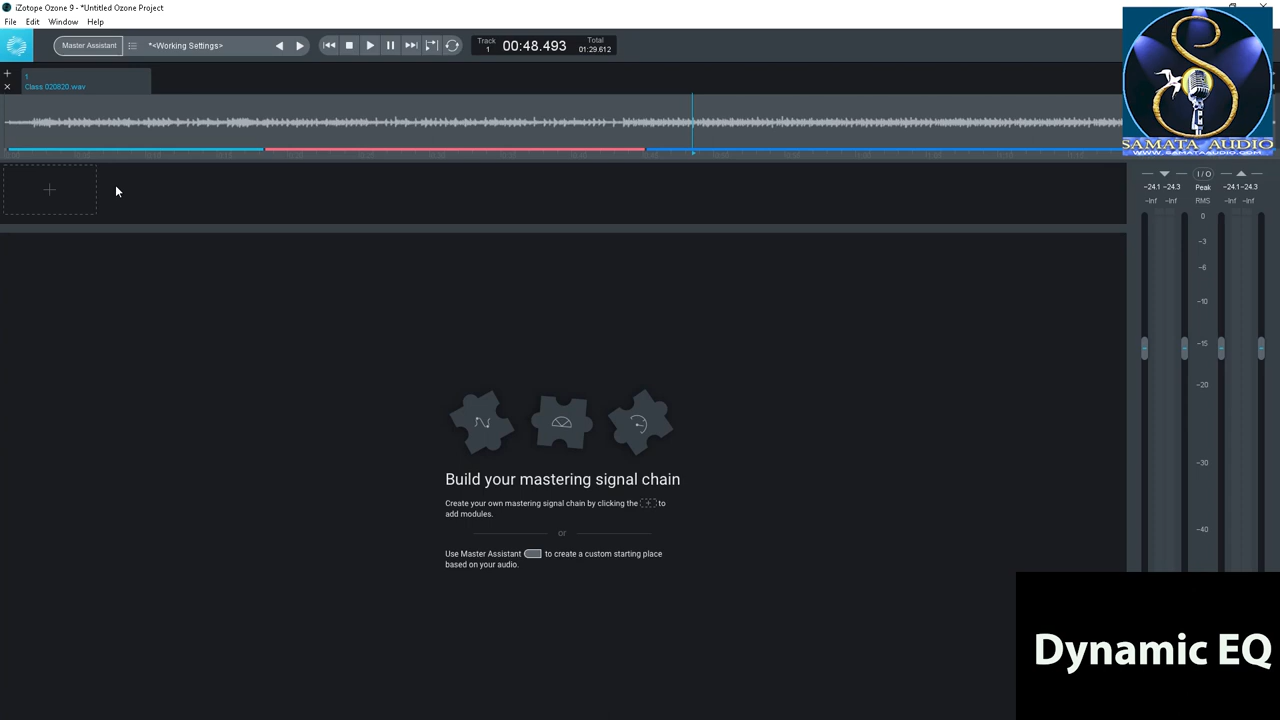 iZotope Ozone 9 - *Untitled Ozone Project
File Edit Window Help
Master Assistant
*<Working Settings>
Track
1
00:48.493
Total
01:29.612
1
Class 020820.wav
SAMATA AUDIO
WWW.SAMATAAUDIO.COM
I / O
-24.1 -24.3 Peak -24.1 -24.3
-Inf -Inf RMS -Inf -Inf
0
-3
-6
-10
-15
-20
-30
-40
Build your mastering signal chain
Create your own mastering signal chain by clicking the + to
add modules.
or
Use Master Assistant to create a custom starting place
based on your audio.
Dynamic EQ